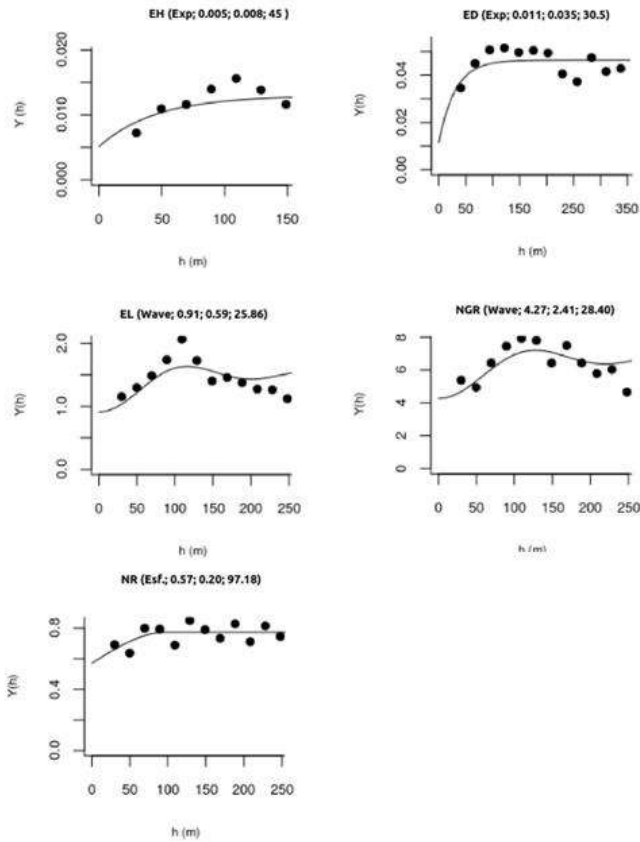 EH (Exp; 0.005; 0.008; 45 )
0.020
0.010
0.000
Y (h)
0 50 100 150
h (m)
ED (Exp; 0.011; 0.035; 30.5)
0.04
0.02
0.00
Y (h)
0 50 150 250 350
h (m)
EL (Wave; 0.91; 0.59; 25.86)
2.0
1.0
0.0
Y(h)
0 50 100 150 200 250
h (m)
NGR (Wave; 4.27; 2.41; 28.40)
8
6
4
2
0
Y(h)
0 50 100 150 200 250
h (m)
NR (Esf.; 0.57; 0.20; 97.18)
0.8
0.4
0.0
Y(h)
0 50 100 150 200 250
h (m)